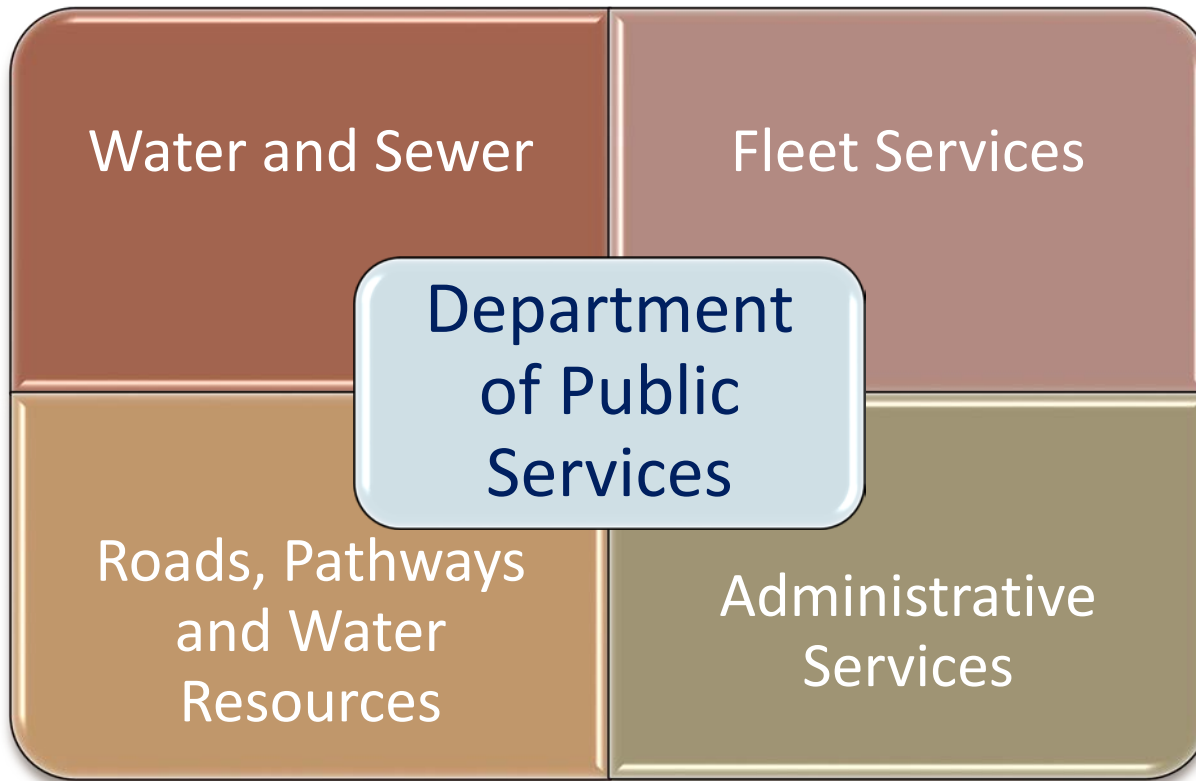 Water and Sewer
Fleet Services
Department
of Public
Services
Roads, Pathways
and Water
Resources
Administrative
Services